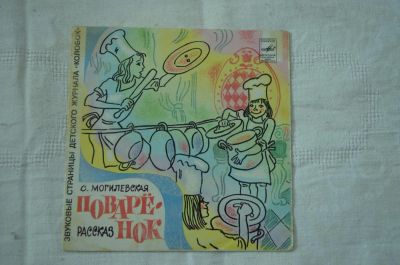 ЗВУКОВЫЕ СТРАНИЦЫ ДЕТСКОГО ЖУРНАЛА «КОЛОБОК»
С. МОГИЛЕВСКАЯ
ПОВАРЁ-
НОК
РАССКАЗ